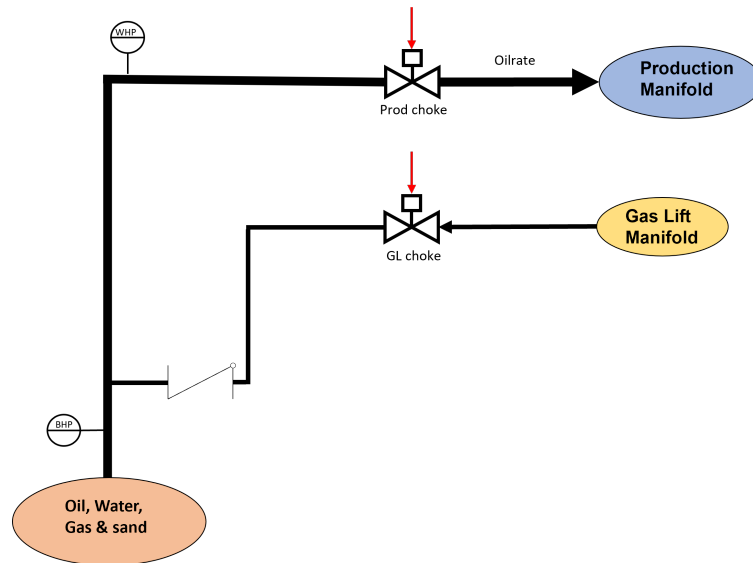 WHP
Oilrate
Production
Manifold
Prod choke
Gas Lift
Manifold
GL choke
BHP
Oil, Water,
Gas & sand